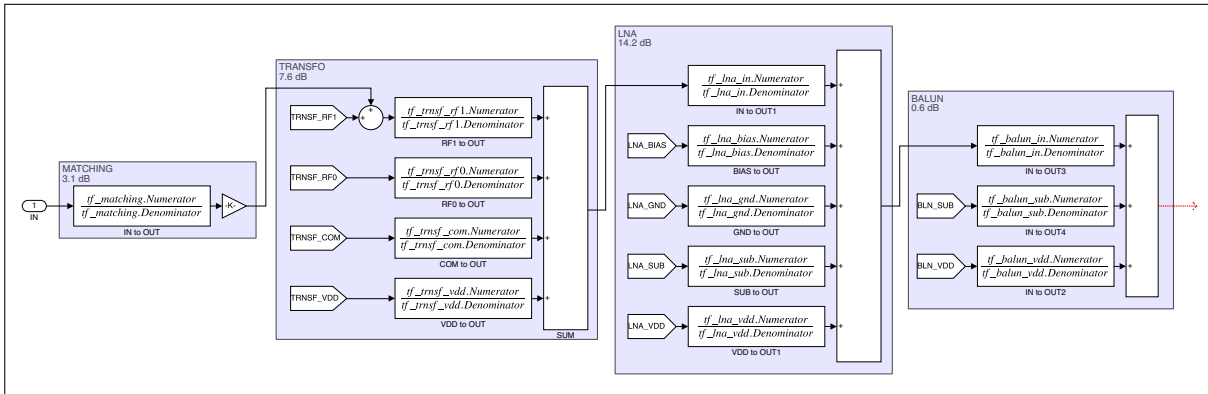 MATCHING
3.1 dB
1
IN
tf_matching.Numerator
tf_matching.Denominator
-K-
IN to OUT
TRANSFO
7.6 dB
TRNSF_RF1
+
+
tf_trnsf_rf1.Numerator
tf_trnsf_rf1.Denominator
+
RF1 to OUT
TRNSF_RF0
tf_trnsf_rf0.Numerator
tf_trnsf_rf0.Denominator
+
RF0 to OUT
TRNSF_COM
tf_trnsf_com.Numerator
tf_trnsf_com.Denominator
+
COM to OUT
TRNSF_VDD
tf_trnsf_vdd.Numerator
tf_trnsf_vdd.Denominator
+
VDD to OUT
SUM
LNA
14.2 dB
tf_lna_in.Numerator
tf_lna_in.Denominator
+
IN to OUT1
LNA_BIAS
tf_lna_bias.Numerator
tf_lna_bias.Denominator
+
BIAS to OUT
LNA_GND
tf_lna_gnd.Numerator
tf_lna_gnd.Denominator
+
GND to OUT
LNA_SUB
tf_lna_sub.Numerator
tf_lna_sub.Denominator
+
SUB to OUT
LNA_VDD
tf_lna_vdd.Numerator
tf_lna_vdd.Denominator
+
VDD to OUT1
BALUN
0.6 dB
tf_balun_in.Numerator
tf_balun_in.Denominator
+
IN to OUT3
BLN_SUB
tf_balun_sub.Numerator
tf_balun_sub.Denominator
+
IN to OUT4
BLN_VDD
tf_balun_vdd.Numerator
tf_balun_vdd.Denominator
+
IN to OUT2